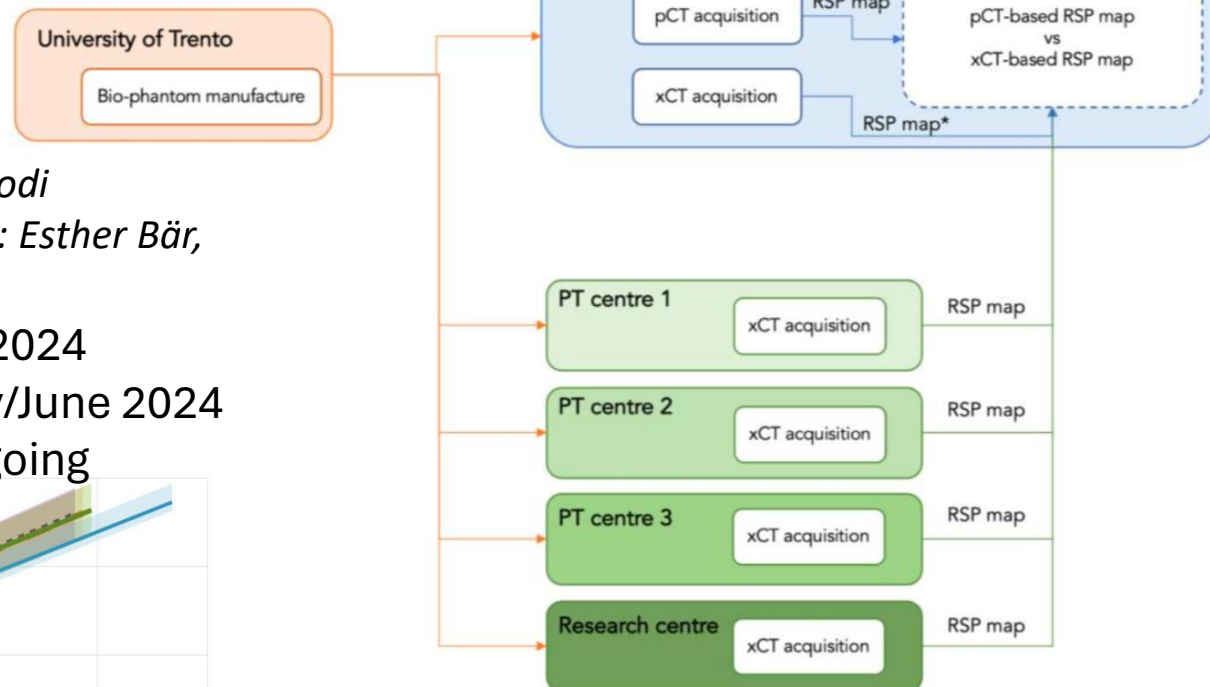 University of Trento
Bio-phantom manufacture
pCT acquisition
RSP map
pCT-based RSP map
vs
xCT-based RSP map
xCT acquisition
RSP map*
odi
: Esther Bär,
2024
/June 2024
going
PT centre 1
xCT acquisition
RSP map
PT centre 2
xCT acquisition
RSP map
PT centre 3
xCT acquisition
RSP map
Research centre
xCT acquisition
RSP map